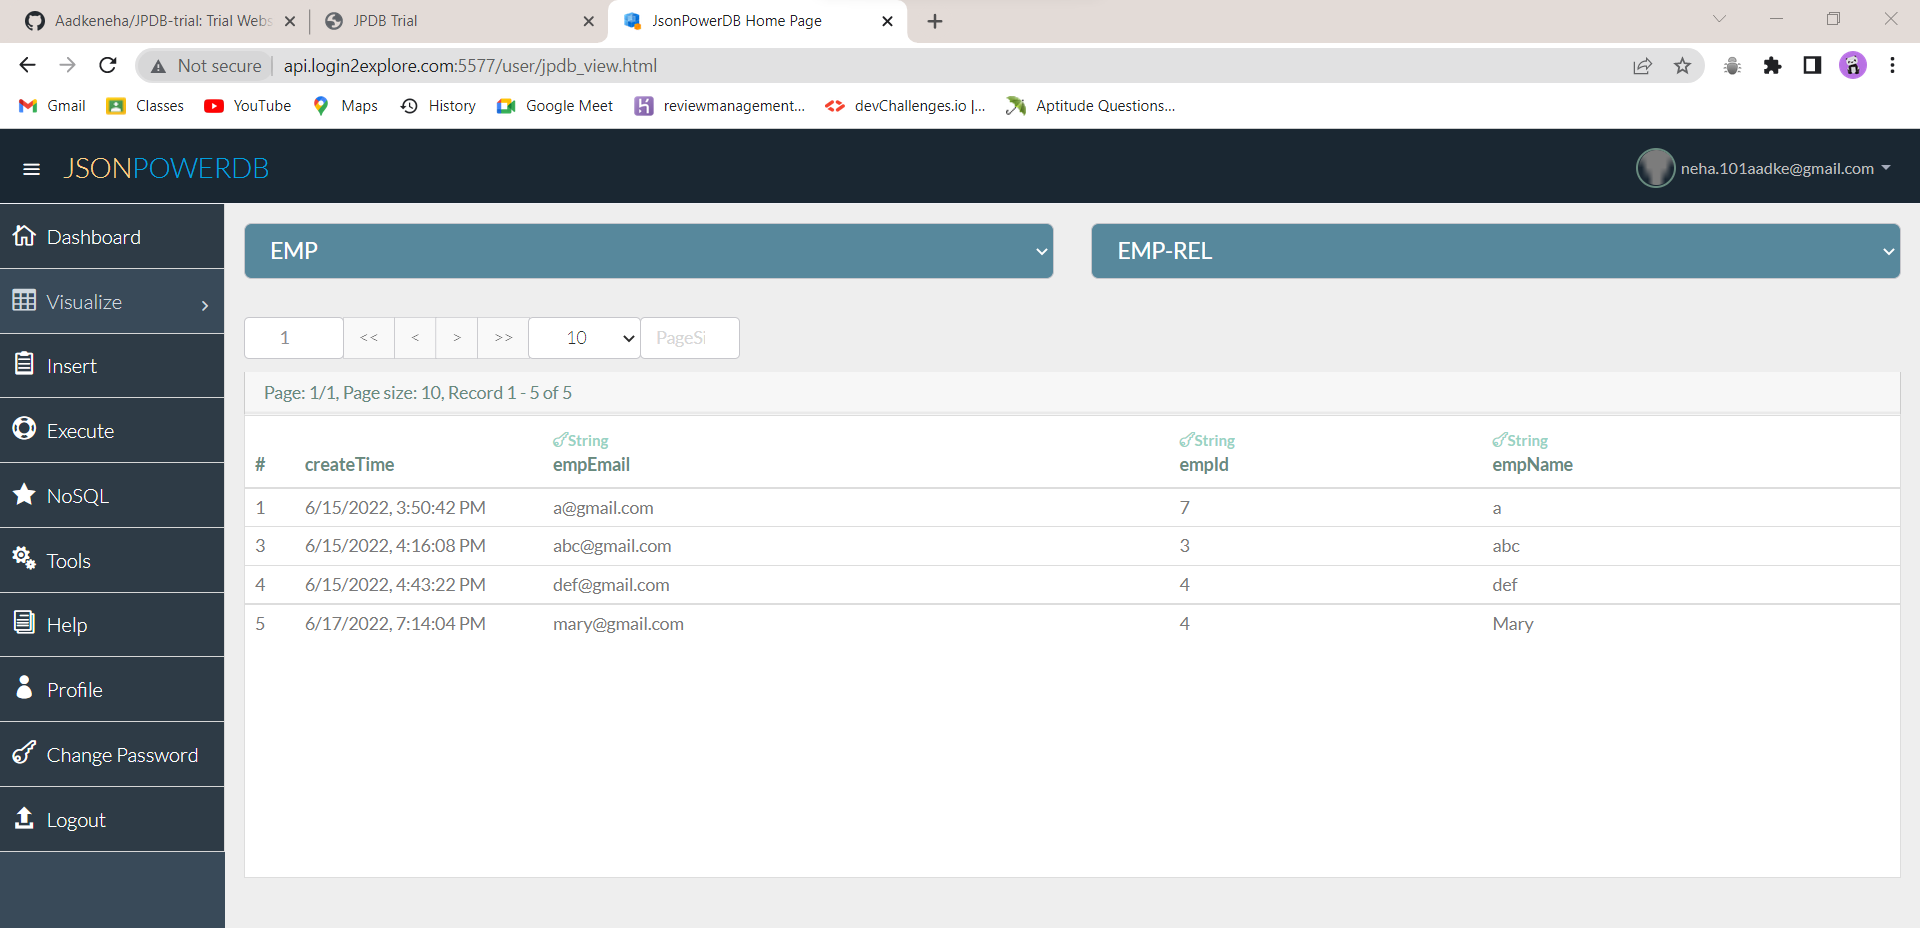 Aadkeneha/JPDB-trial: Trial Webs
JPDB Trial
JsonPowerDB Home Page
Not secure
api.login2explore.com:5577/user/jpdb_view.html
Gmail
Classes
YouTube
Maps
History
Google Meet
reviewmanagement...
devChallenges.io |...
Aptitude Questions...
JSONPOWERDB
neha.101aadke@gmail.com
Dashboard
Visualize
Insert
Execute
NoSQL
Tools
Help
Profile
Change Password
Logout
EMP
EMP-REL
1 << < > >> 10 PageSi
Page: 1/1, Page size: 10, Record 1 - 5 of 5
String String String
# createTime empEmail empId empName
1 6/15/2022, 3:50:42 PM a@gmail.com 7 a
3 6/15/2022, 4:16:08 PM abc@gmail.com 3 abc
4 6/15/2022, 4:43:22 PM def@gmail.com 4 def
5 6/17/2022, 7:14:04 PM mary@gmail.com 4 Mary